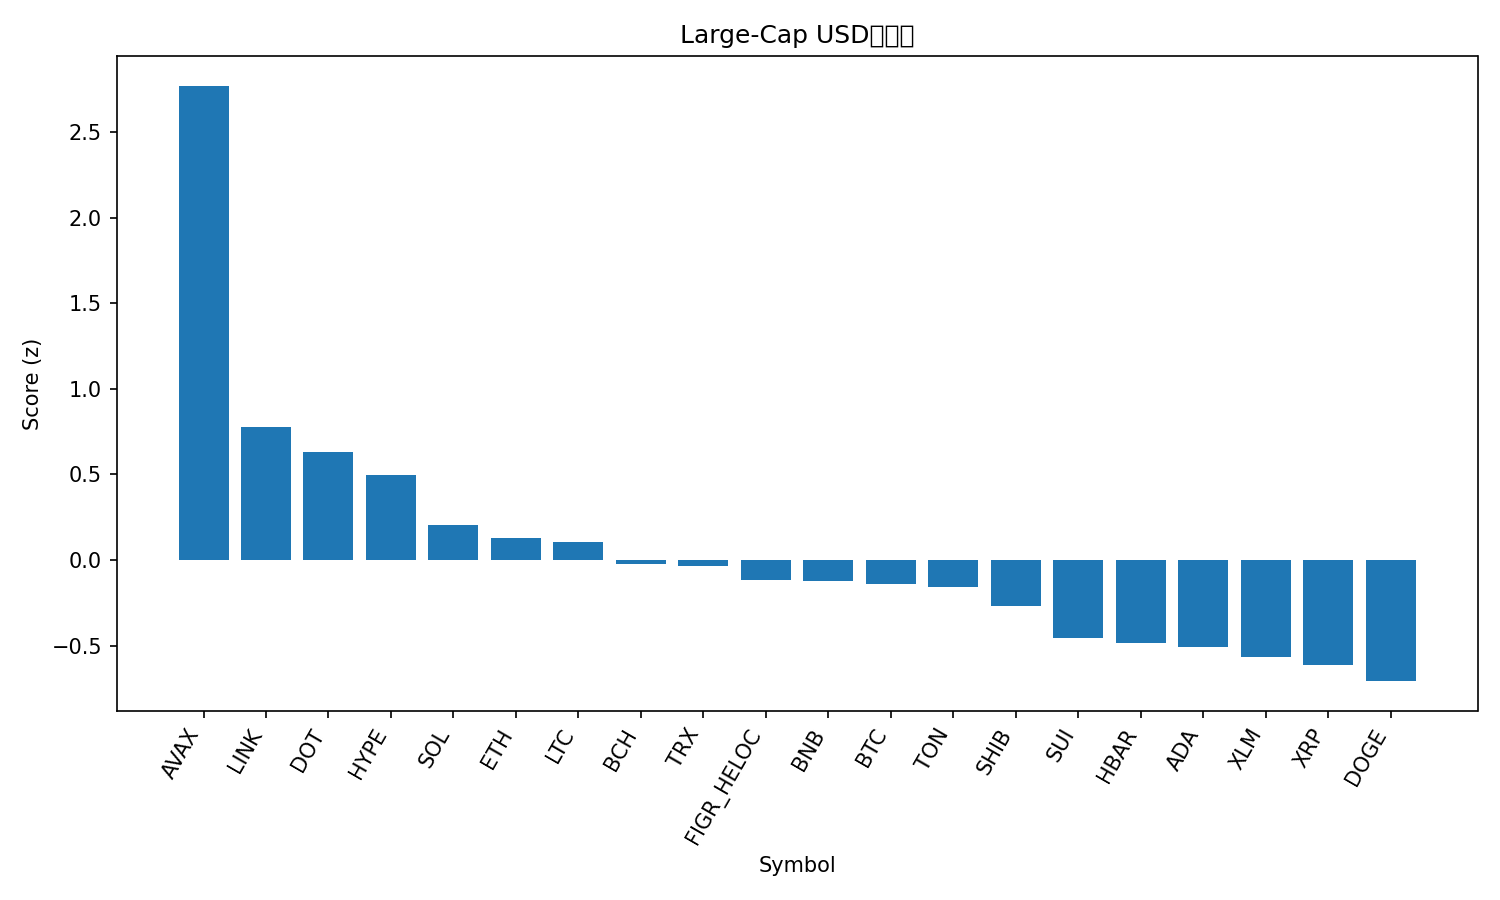 Large-Cap USD
Score (z)
2.5
2.0
1.5
1.0
0.5
0.0
−0.5
AVAX
LINK
DOT
HYPE
SOL
ETH
LTC
BCH
TRX
FIGR_HELOC
BNB
BTC
TON
SHIB
SUI
HBAR
ADA
XLM
XRP
DOGE
Symbol